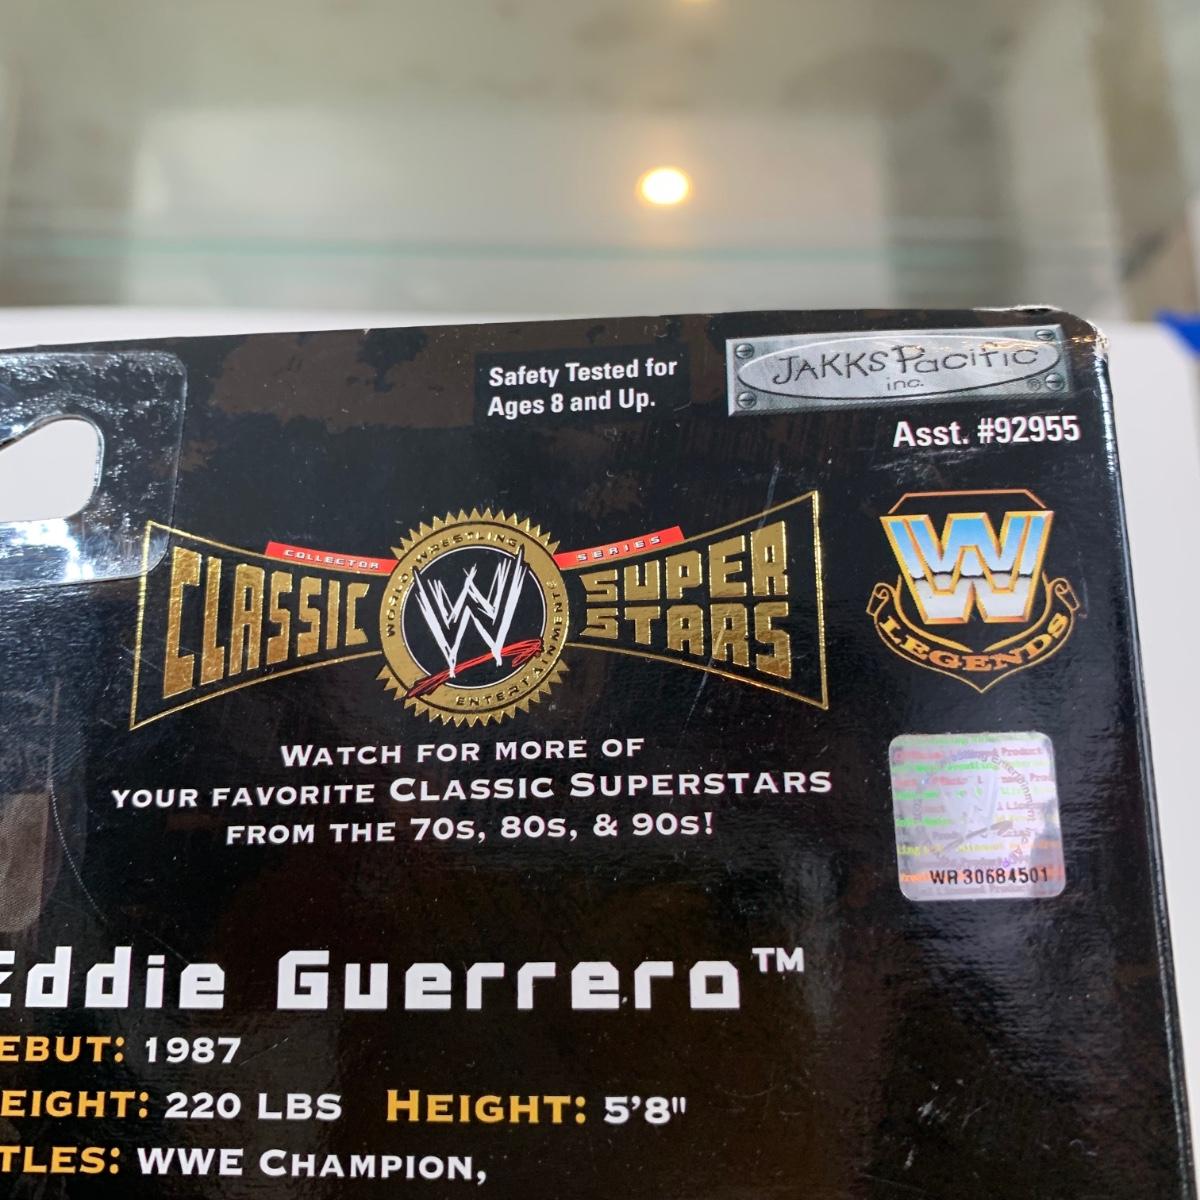 Safety Tested for
Ages 8 and Up.
JAKKS Pacific
inc. ®
Asst. #92955
COLLECTOR SERIES
CLASSIC SUPER STARS
WORLD WRESTLING ENTERTAINMENT
W
W
LEGENDS
WATCH FOR MORE OF
YOUR FAVORITE CLASSIC SUPERSTARS
FROM THE 70S, 80S, & 90S!
WR 30684501
Eddie Guerrero™
EBUT: 1987
EIGHT: 220 LBS HEIGHT: 5'8"
TLES: WWE CHAMPION,